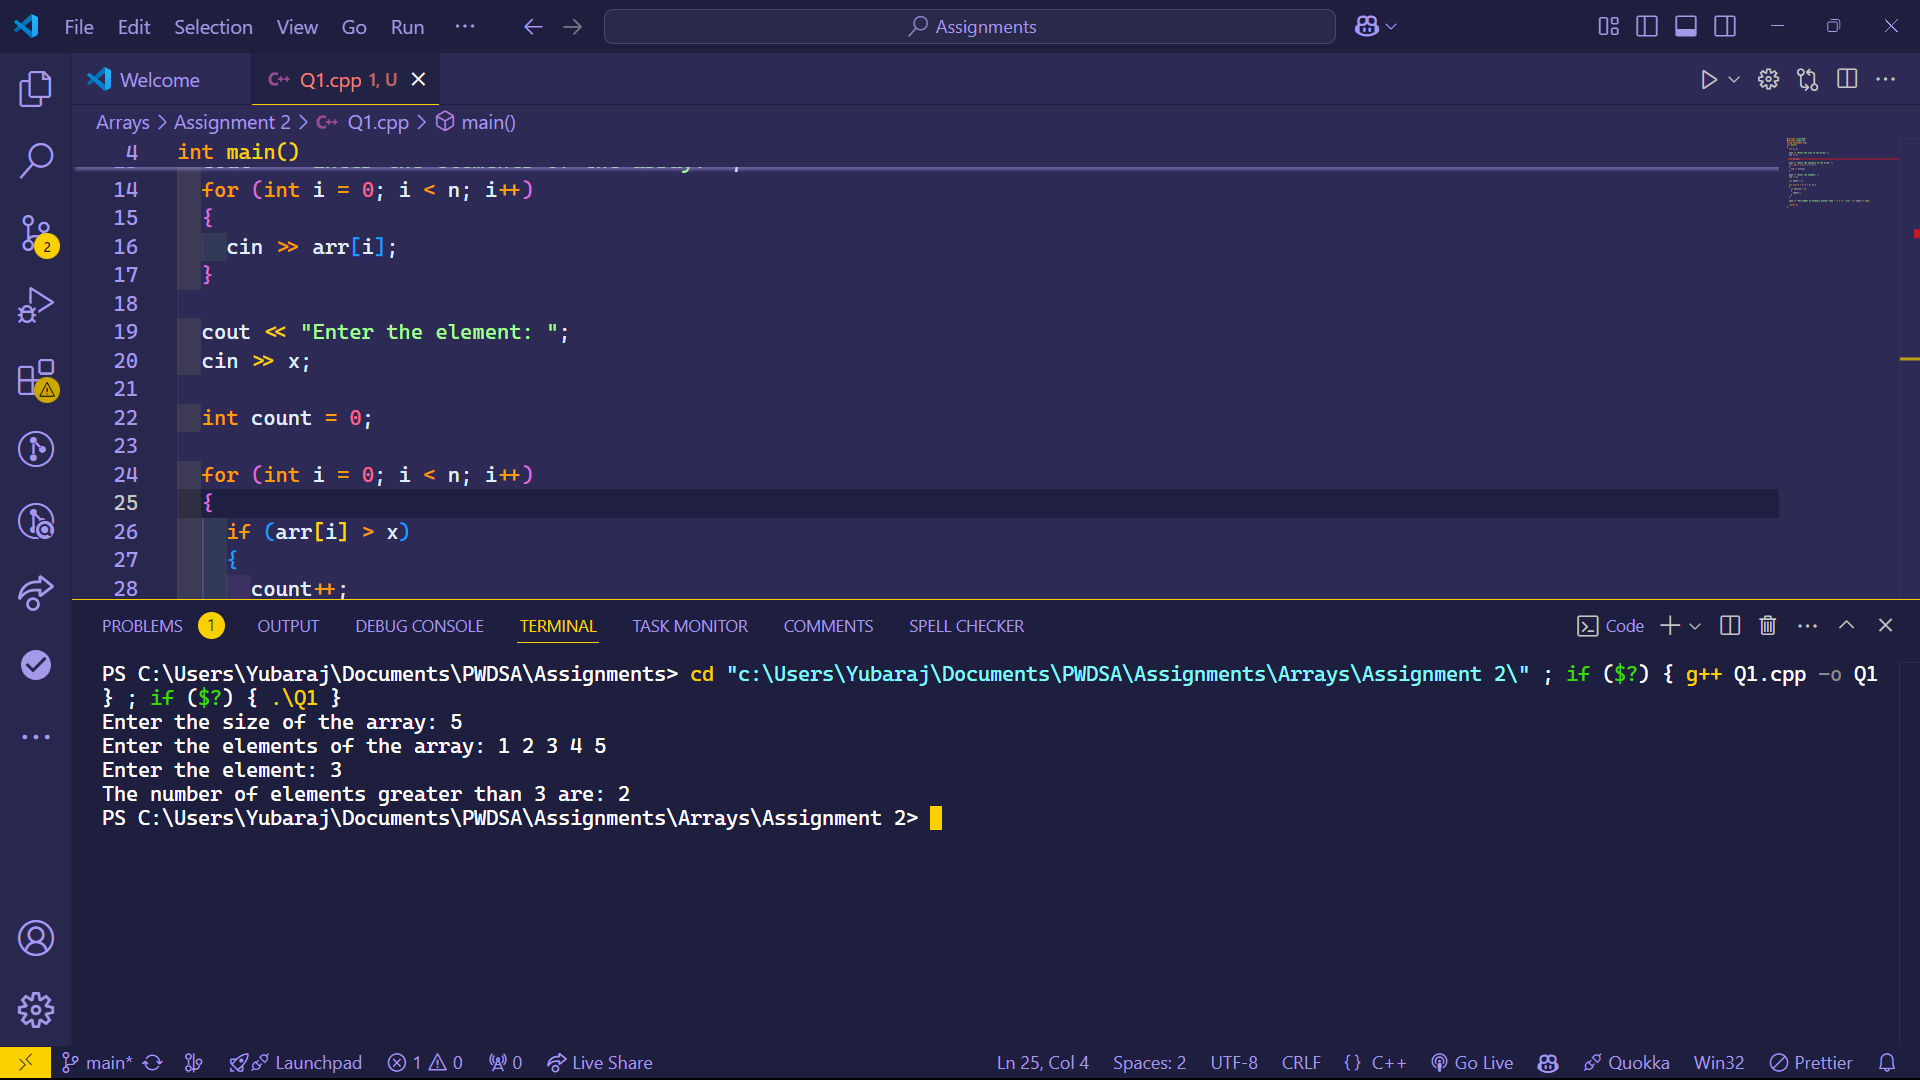 File Edit Selection View Go Run ··· Assignments
Welcome
C++ Q1.cpp 1, U
Arrays > Assignment 2 > C++ Q1.cpp > main()
4 int main()
14 for (int i = 0; i < n; i++)
15 {
16 cin >> arr[i];
17 }
18
19 cout << "Enter the element: ";
20 cin >> x;
21
22 int count = 0;
23
24 for (int i = 0; i < n; i++)
25 {
26 if (arr[i] > x)
27 {
28 count++;
2
PROBLEMS 1 OUTPUT DEBUG CONSOLE TERMINAL TASK MONITOR COMMENTS SPELL CHECKER Code
PS C:\Users\Yubaraj\Documents\PWDSA\Assignments> cd "c:\Users\Yubaraj\Documents\PWDSA\Assignments\Arrays\Assignment 2\" ; if ($?) { g++ Q1.cpp -o Q1
} ; if ($?) { .\Q1 }
Enter the size of the array: 5
Enter the elements of the array: 1 2 3 4 5
Enter the element: 3
The number of elements greater than 3 are: 2
PS C:\Users\Yubaraj\Documents\PWDSA\Assignments\Arrays\Assignment 2>
main* Launchpad 1 0 0 Live Share Ln 25, Col 4 Spaces: 2 UTF-8 CRLF {} C++ Go Live Quokka Win32 Prettier